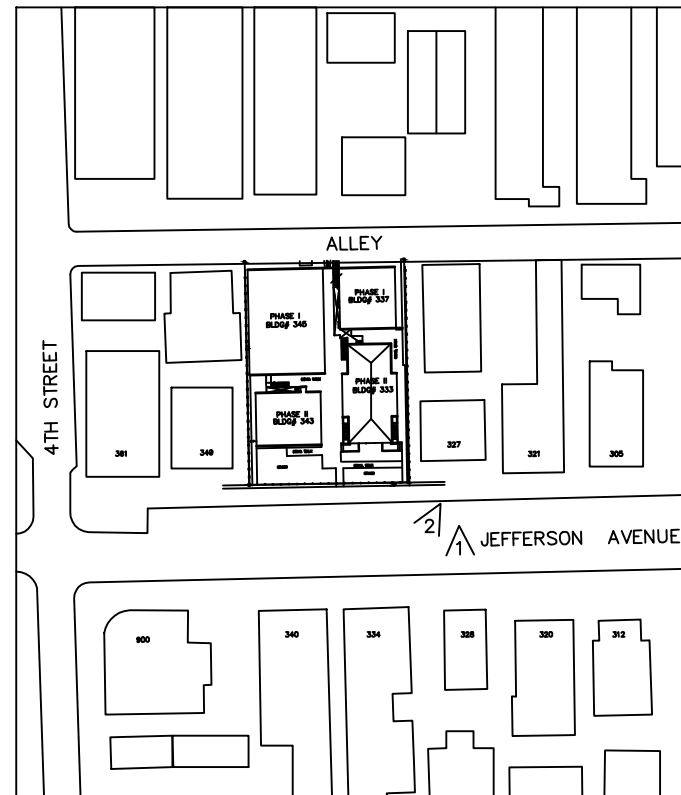 ALLEY
4TH STREET
PHASE I
BLDG# 345
PHASE I
BLDG# 337
PHASE II
BLDG# 333
PHASE II
BLDG# 343
361
349
327
321
305
2
1
JEFFERSON AVENUE
900
340
334
328
320
312